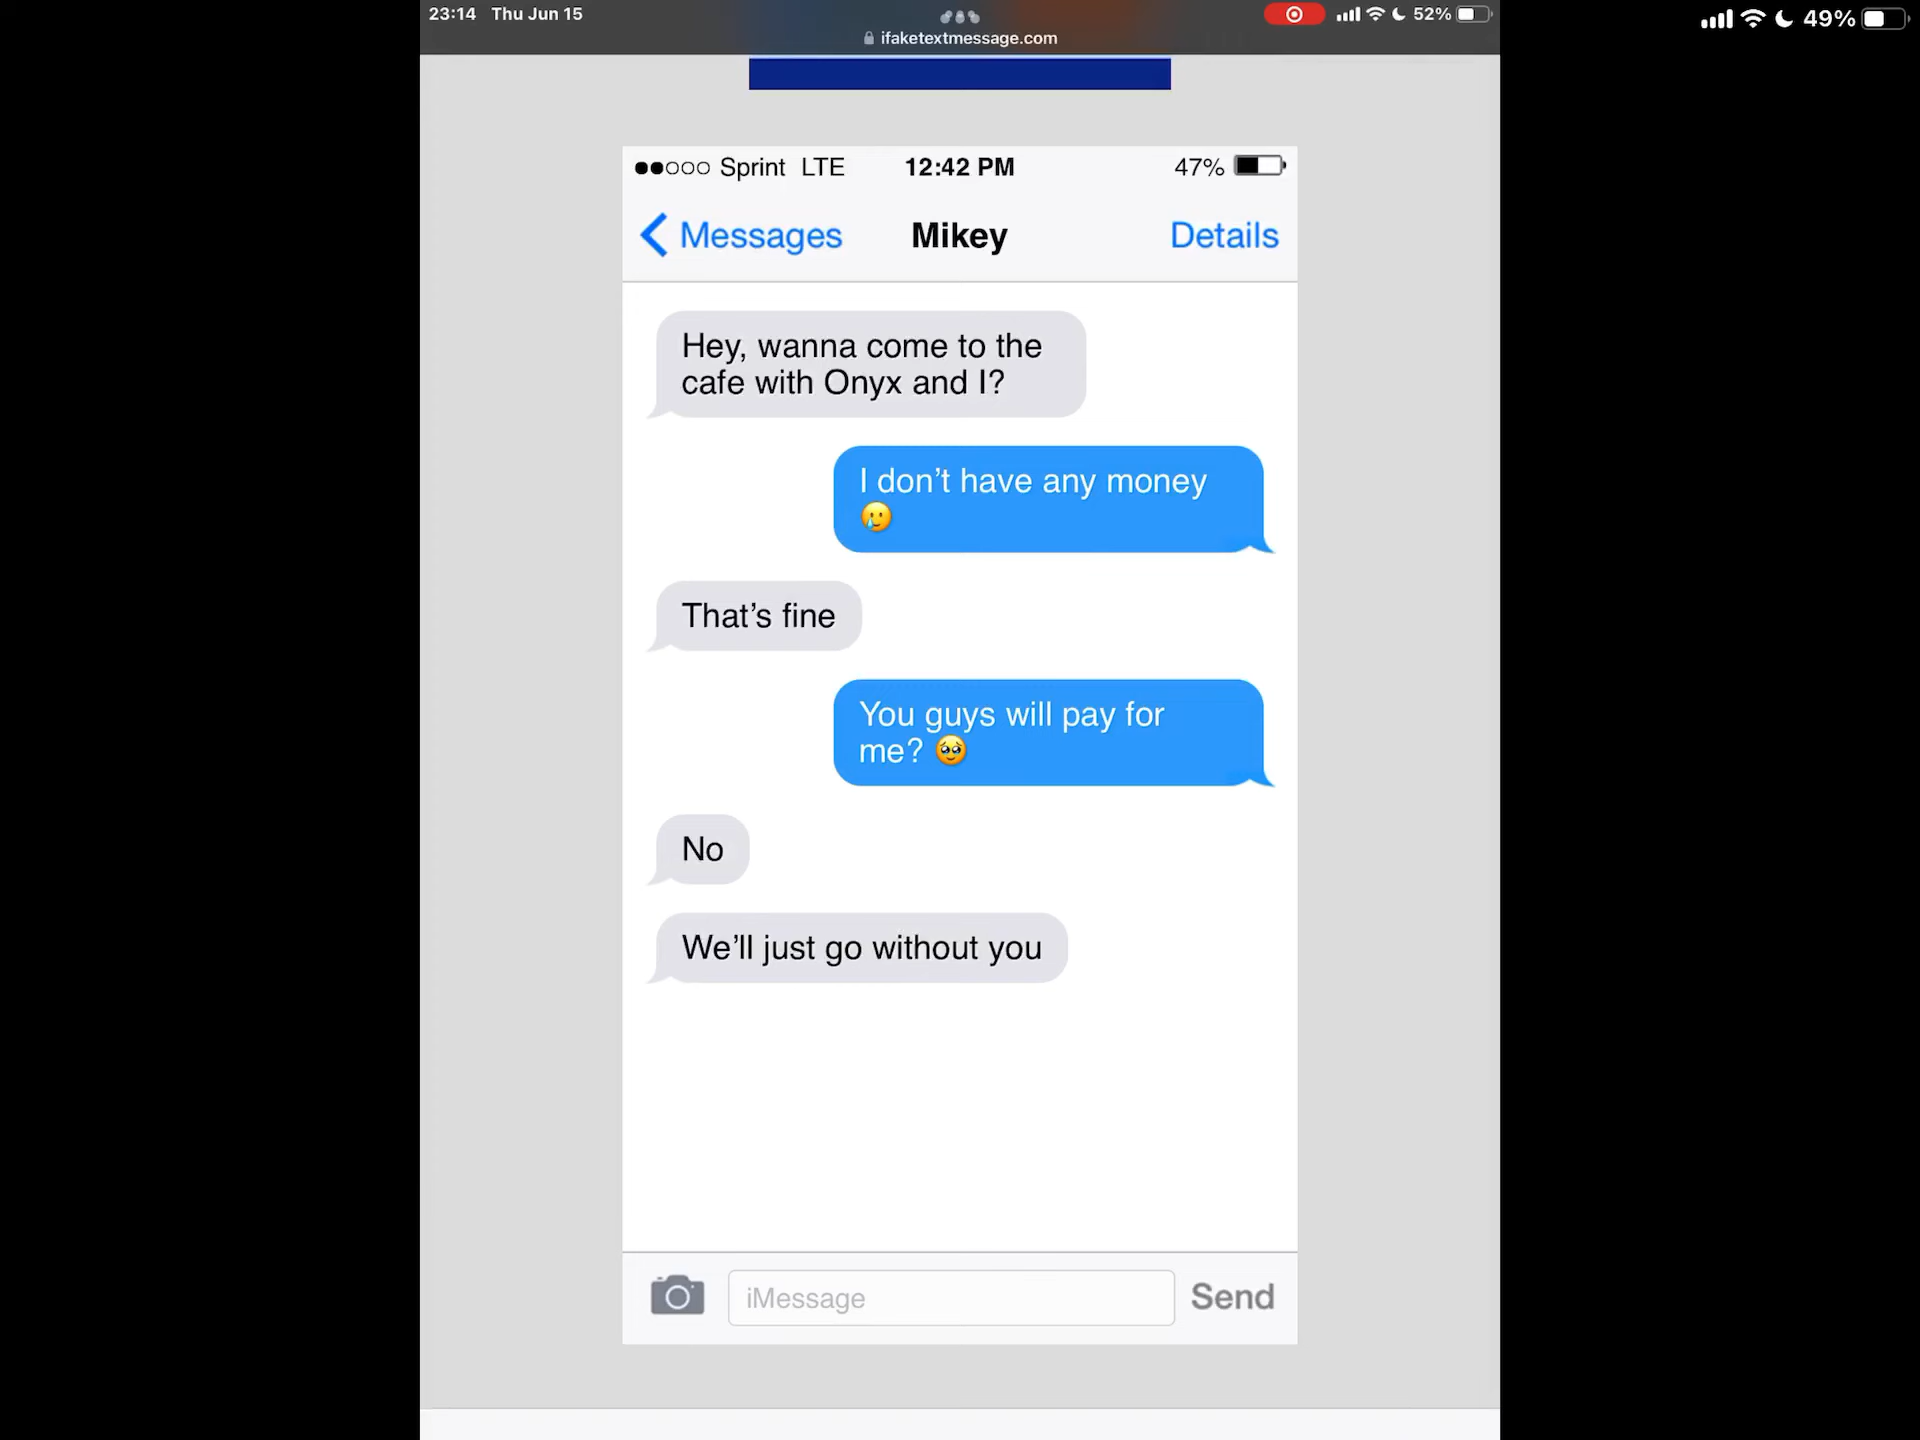 23:14 Thu Jun 15
52%
49%
ifaketextmessage.com
Sprint LTE 12:42 PM 47%
Messages Mikey Details
Hey, wanna come to the
cafe with Onyx and I?
I don’t have any money
🥲
That’s fine
You guys will pay for
me? 🥹
No
We’ll just go without you
iMessage Send